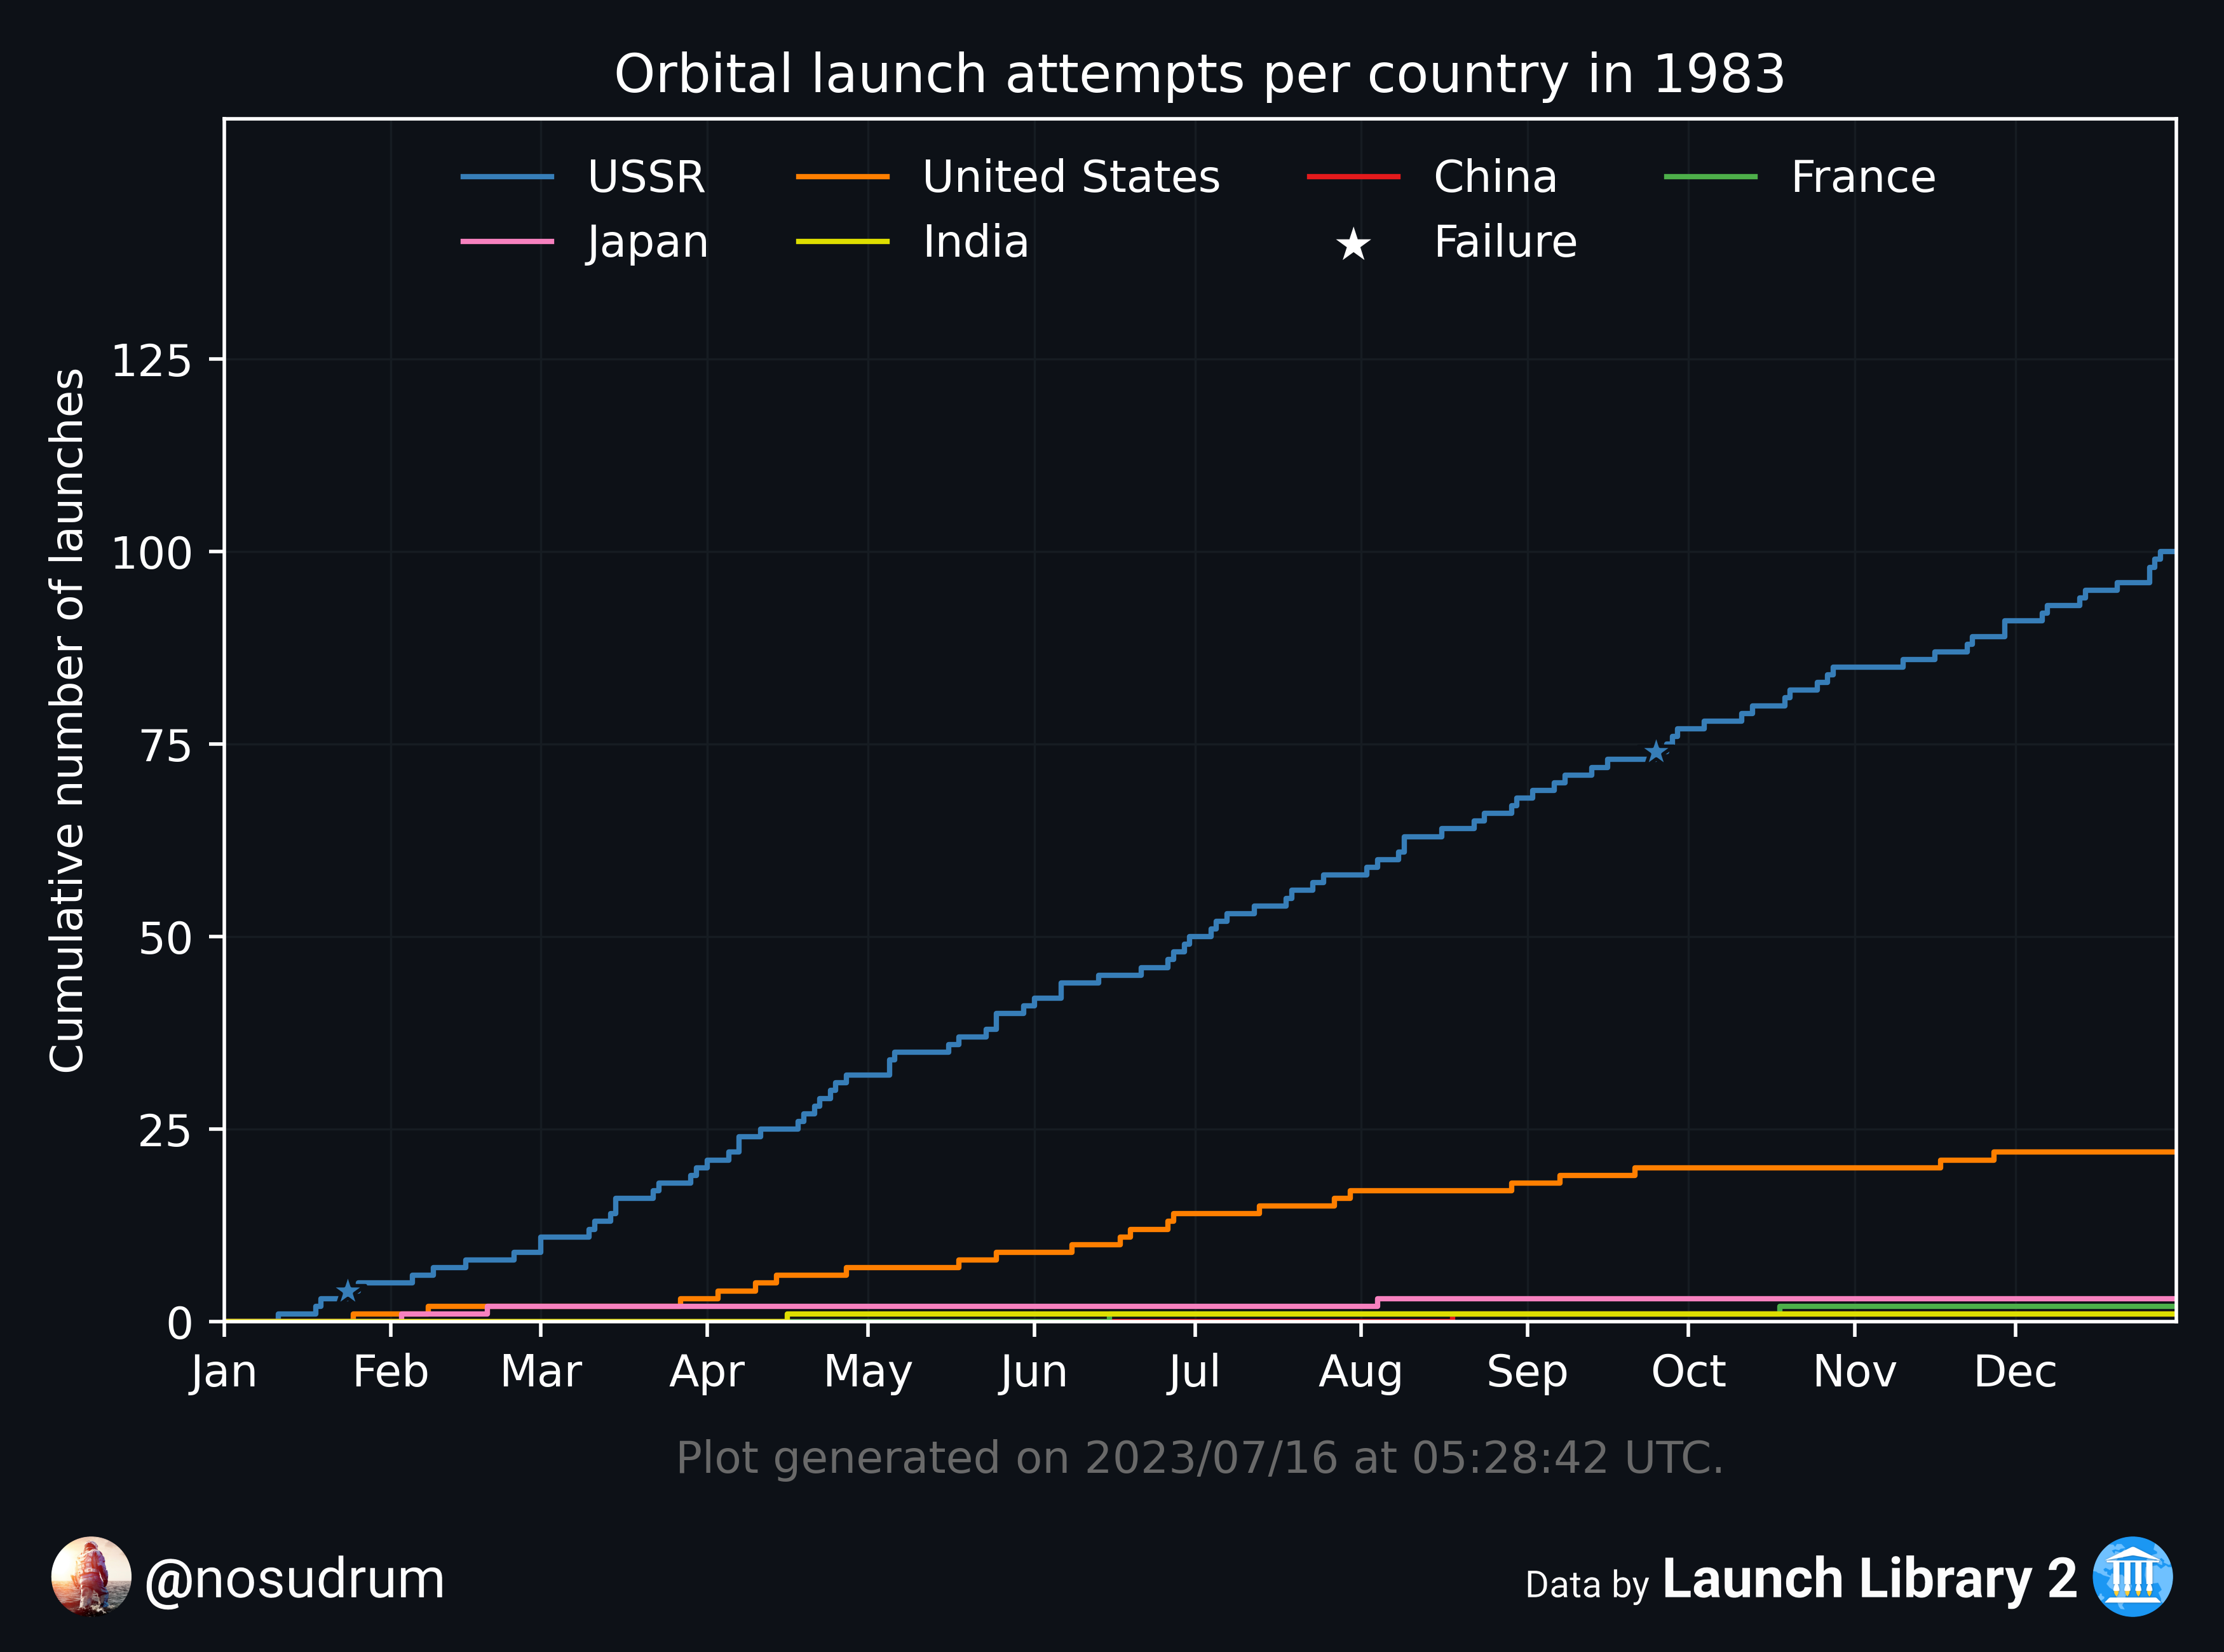 Orbital launch attempts per country in 1983
USSR United States China France
Japan India Failure
Cumulative number of launches
125
100
75
50
25
0
Jan Feb Mar Apr May Jun Jul Aug Sep Oct Nov Dec
Plot generated on 2023/07/16 at 05:28:42 UTC.
@nosudrum
Data by Launch Library 2